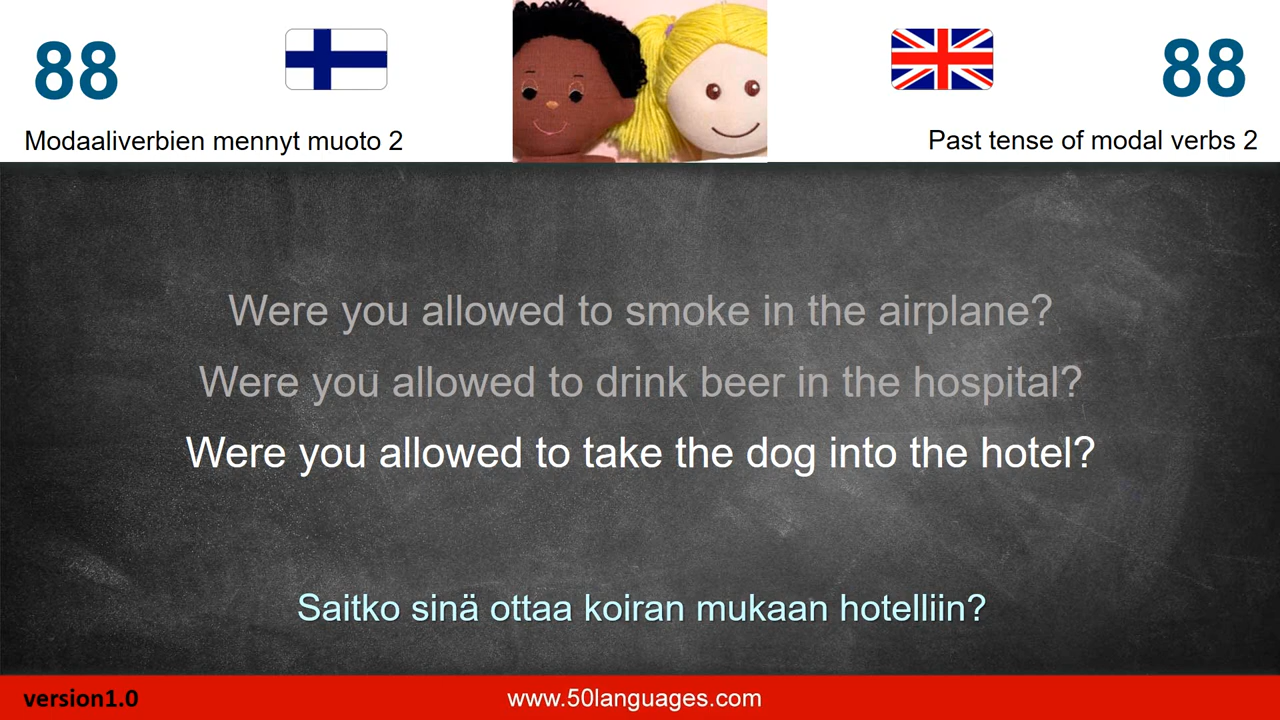 88
88
Modaaliverbien mennyt muoto 2
Past tense of modal verbs 2
Were you allowed to smoke in the airplane?
Were you allowed to drink beer in the hospital?
Were you allowed to take the dog into the hotel?
Saitko sinä ottaa koiran mukaan hotelliin?
version1.0
www.50languages.com